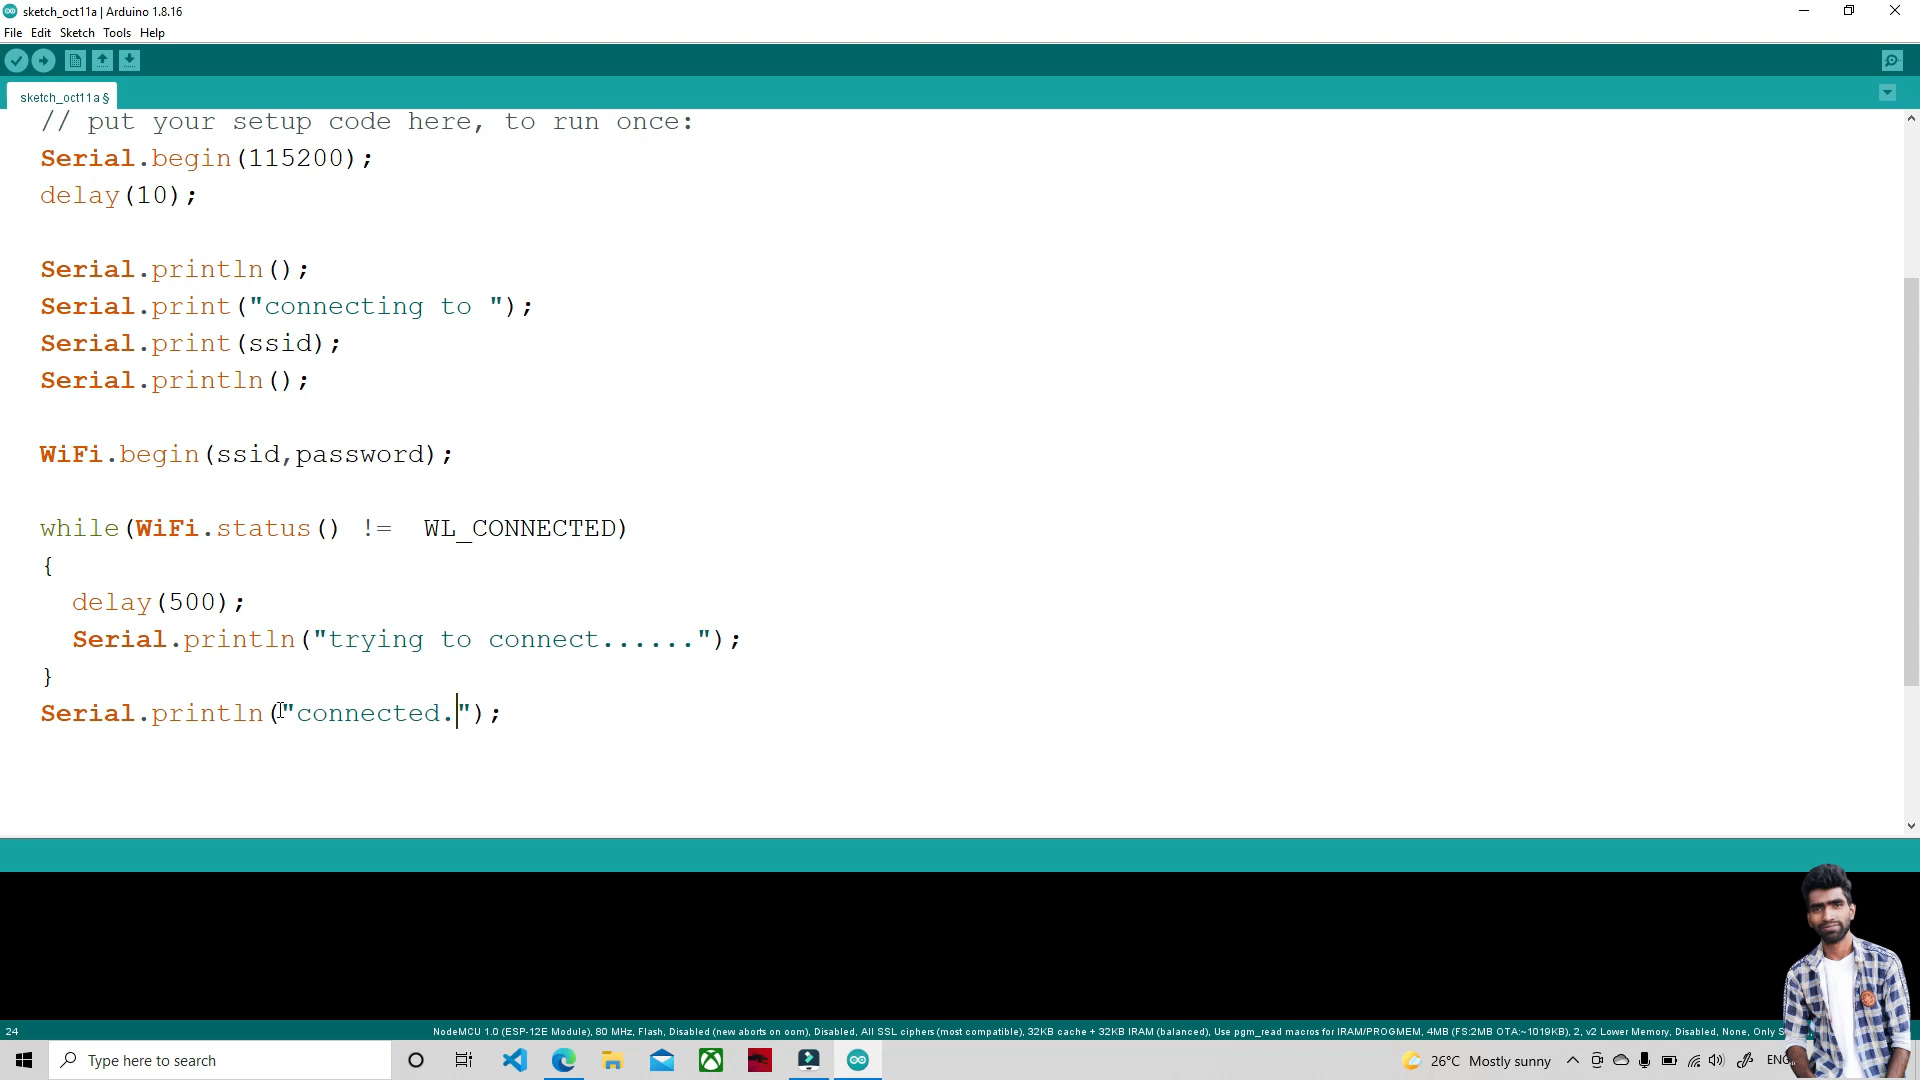 sketch_oct11a | Arduino 1.8.16
File Edit Sketch Tools Help
sketch_oct11a §
// put your setup code here, to run once:
Serial.begin(115200);
delay(10);
Serial.println();
Serial.print("connecting to ");
Serial.print(ssid);
Serial.println();
WiFi.begin(ssid,password);
while(WiFi.status() !=  WL_CONNECTED)
{
delay(500);
Serial.println("trying to connect......");
}
Serial.println("connected.");
24
NodeMCU 1.0 (ESP-12E Module), 80 MHz, Flash, Disabled (new aborts on oom), Disabled, All SSL ciphers (most compatible), 32KB cache + 32KB IRAM (balanced), Use pgm_read macros for IRAM/PROGMEM, 4MB (FS:2MB OTA:~1019KB), 2, v2 Lower Memory, Disabled, None, Only S
Type here to search
26°C Mostly sunny
ENG